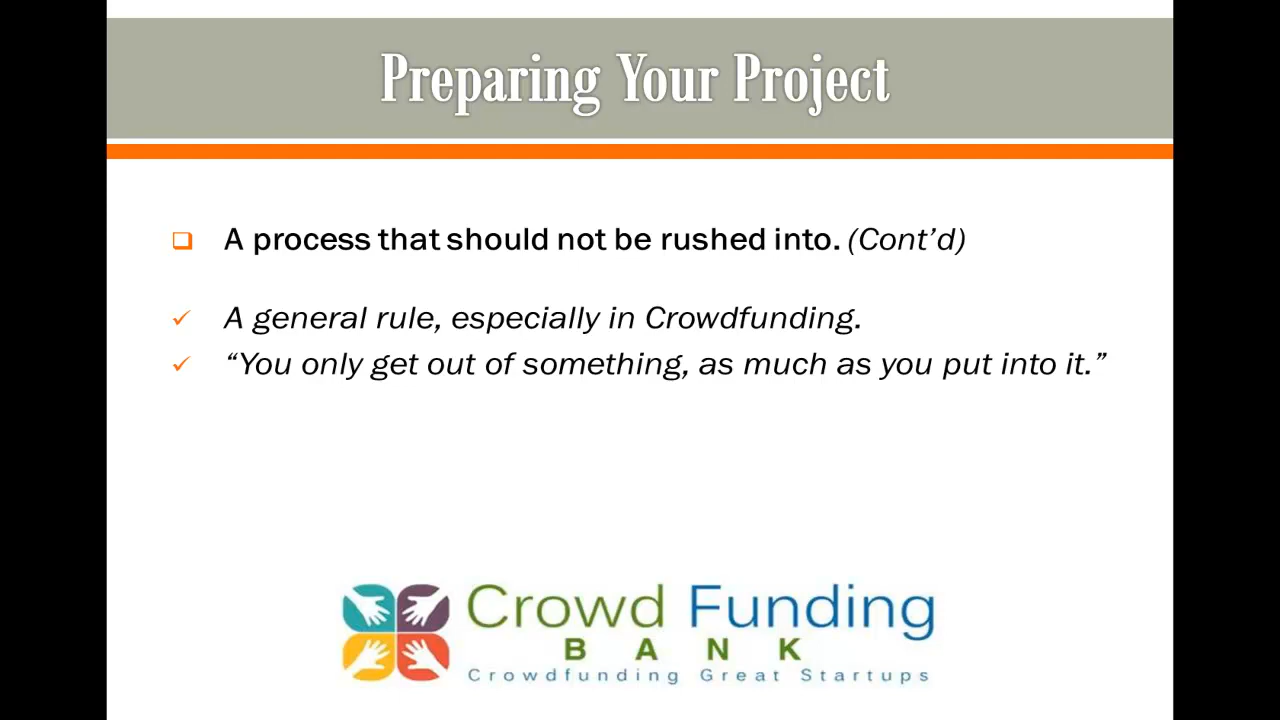 Preparing Your Project
A process that should not be rushed into. (Cont’d)
A general rule, especially in Crowdfunding.
“You only get out of something, as much as you put into it.”
Crowd Funding
BANK
Crowdfunding Great Startups